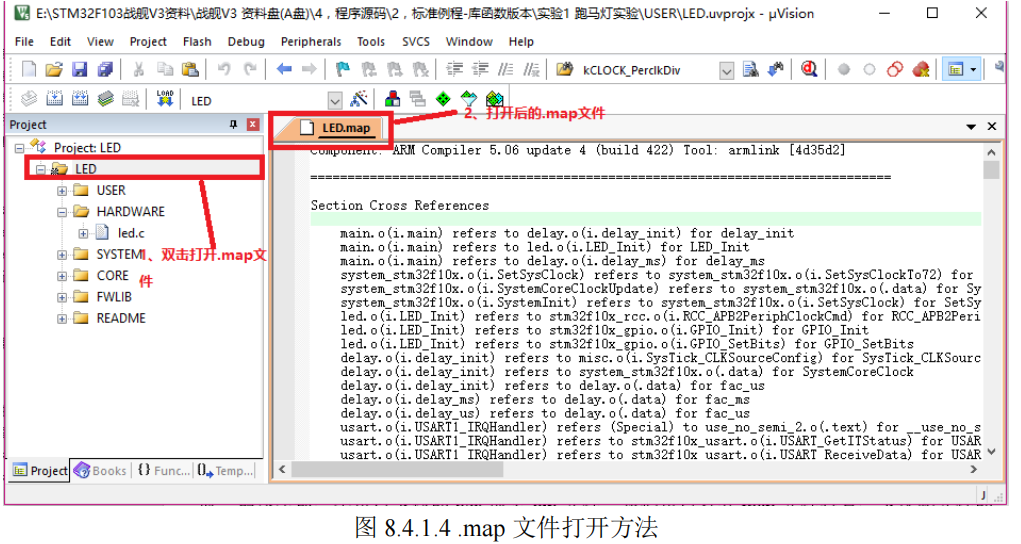 E:\STM32F103战舰V3资料\战舰V3 资料盘(A盘)\4，程序源码\2，标准例程-库函数版本\实验1 跑马灯实验\USER\LED.uvprojx - µVision
File Edit View Project Flash Debug Peripherals Tools SVCS Window Help
kCLOCK_PerclkDiv
LOAD
LED
2、打开后的.map文件
Project
LED.map
Project: LED
LED
USER
HARDWARE
led.c
SYSTEM
1、双击打开.map文件
CORE
FWLIB
README
Component: ARM Compiler 5.06 update 4 (build 422) Tool: armlink [4d35d2]
================================================================================
Section Cross References
main.o(i.main) refers to delay.o(i.delay_init) for delay_init
main.o(i.main) refers to led.o(i.LED_Init) for LED_Init
main.o(i.main) refers to delay.o(i.delay_ms) for delay_ms
system_stm32f10x.o(i.SetSysClock) refers to system_stm32f10x.o(i.SetSysClockTo72) for
system_stm32f10x.o(i.SystemCoreClockUpdate) refers to system_stm32f10x.o(.data) for Sy
system_stm32f10x.o(i.SystemInit) refers to system_stm32f10x.o(i.SetSysClock) for SetSy
led.o(i.LED_Init) refers to stm32f10x_rcc.o(i.RCC_APB2PeriphClockCmd) for RCC_APB2Peri
led.o(i.LED_Init) refers to stm32f10x_gpio.o(i.GPIO_Init) for GPIO_Init
led.o(i.LED_Init) refers to stm32f10x_gpio.o(i.GPIO_SetBits) for GPIO_SetBits
delay.o(i.delay_init) refers to misc.o(i.SysTick_CLKSourceConfig) for SysTick_CLKSourc
delay.o(i.delay_init) refers to system_stm32f10x.o(.data) for SystemCoreClock
delay.o(i.delay_init) refers to delay.o(.data) for fac_us
delay.o(i.delay_ms) refers to delay.o(.data) for fac_ms
delay.o(i.delay_us) refers to delay.o(.data) for fac_us
usart.o(i.USART1_IRQHandler) refers (Special) to use_no_semi_2.o(.text) for __use_no_s
usart.o(i.USART1_IRQHandler) refers to stm32f10x_usart.o(i.USART_GetITStatus) for USAR
usart.o(i.USART1_IRQHandler) refers to stm32f10x_usart.o(i.USART_ReceiveData) for USAR
Project Books {} Func... Temp...
J
图 8.4.1.4 .map 文件打开方法